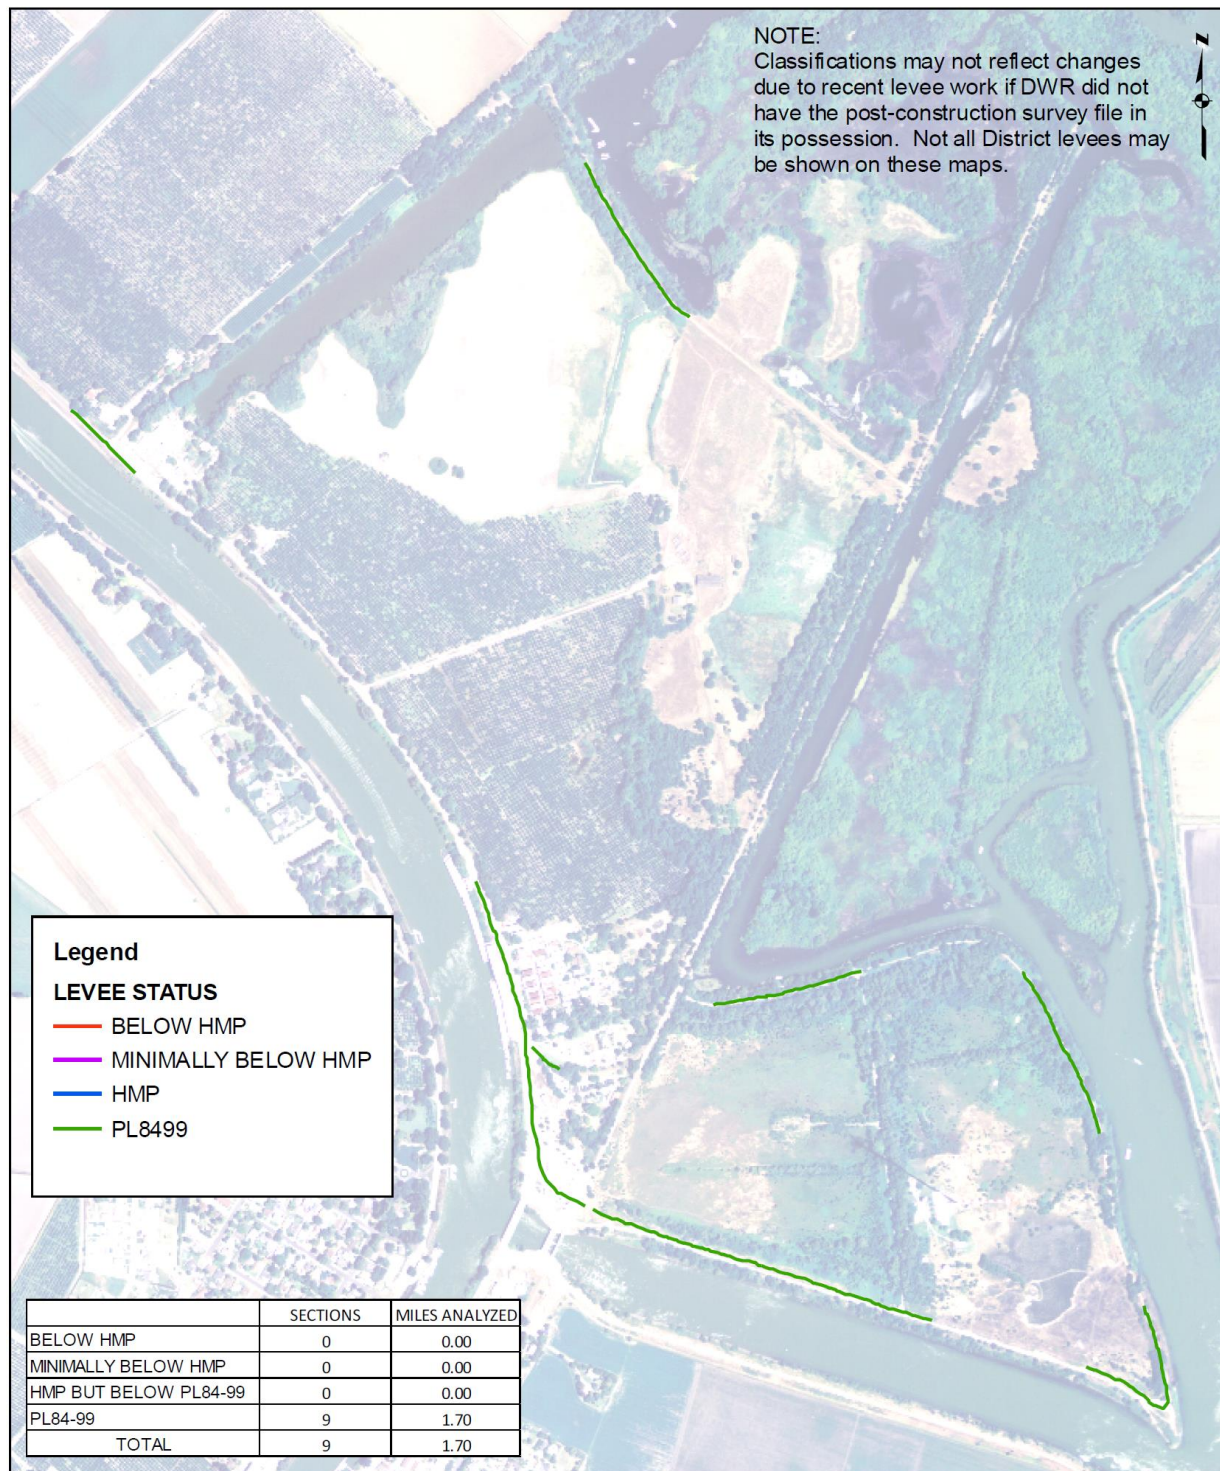 NOTE:
Classifications may not reflect changes
due to recent levee work if DWR did not
have the post-construction survey file in
its possession.  Not all District levees may
be shown on these maps.
N
Legend
LEVEE STATUS
BELOW HMP
MINIMALLY BELOW HMP
HMP
PL8499
SECTIONS MILES ANALYZED
BELOW HMP 0 0.00
MINIMALLY BELOW HMP 0 0.00
HMP BUT BELOW PL84-99 0 0.00
PL84-99 9 1.70
TOTAL 9 1.70